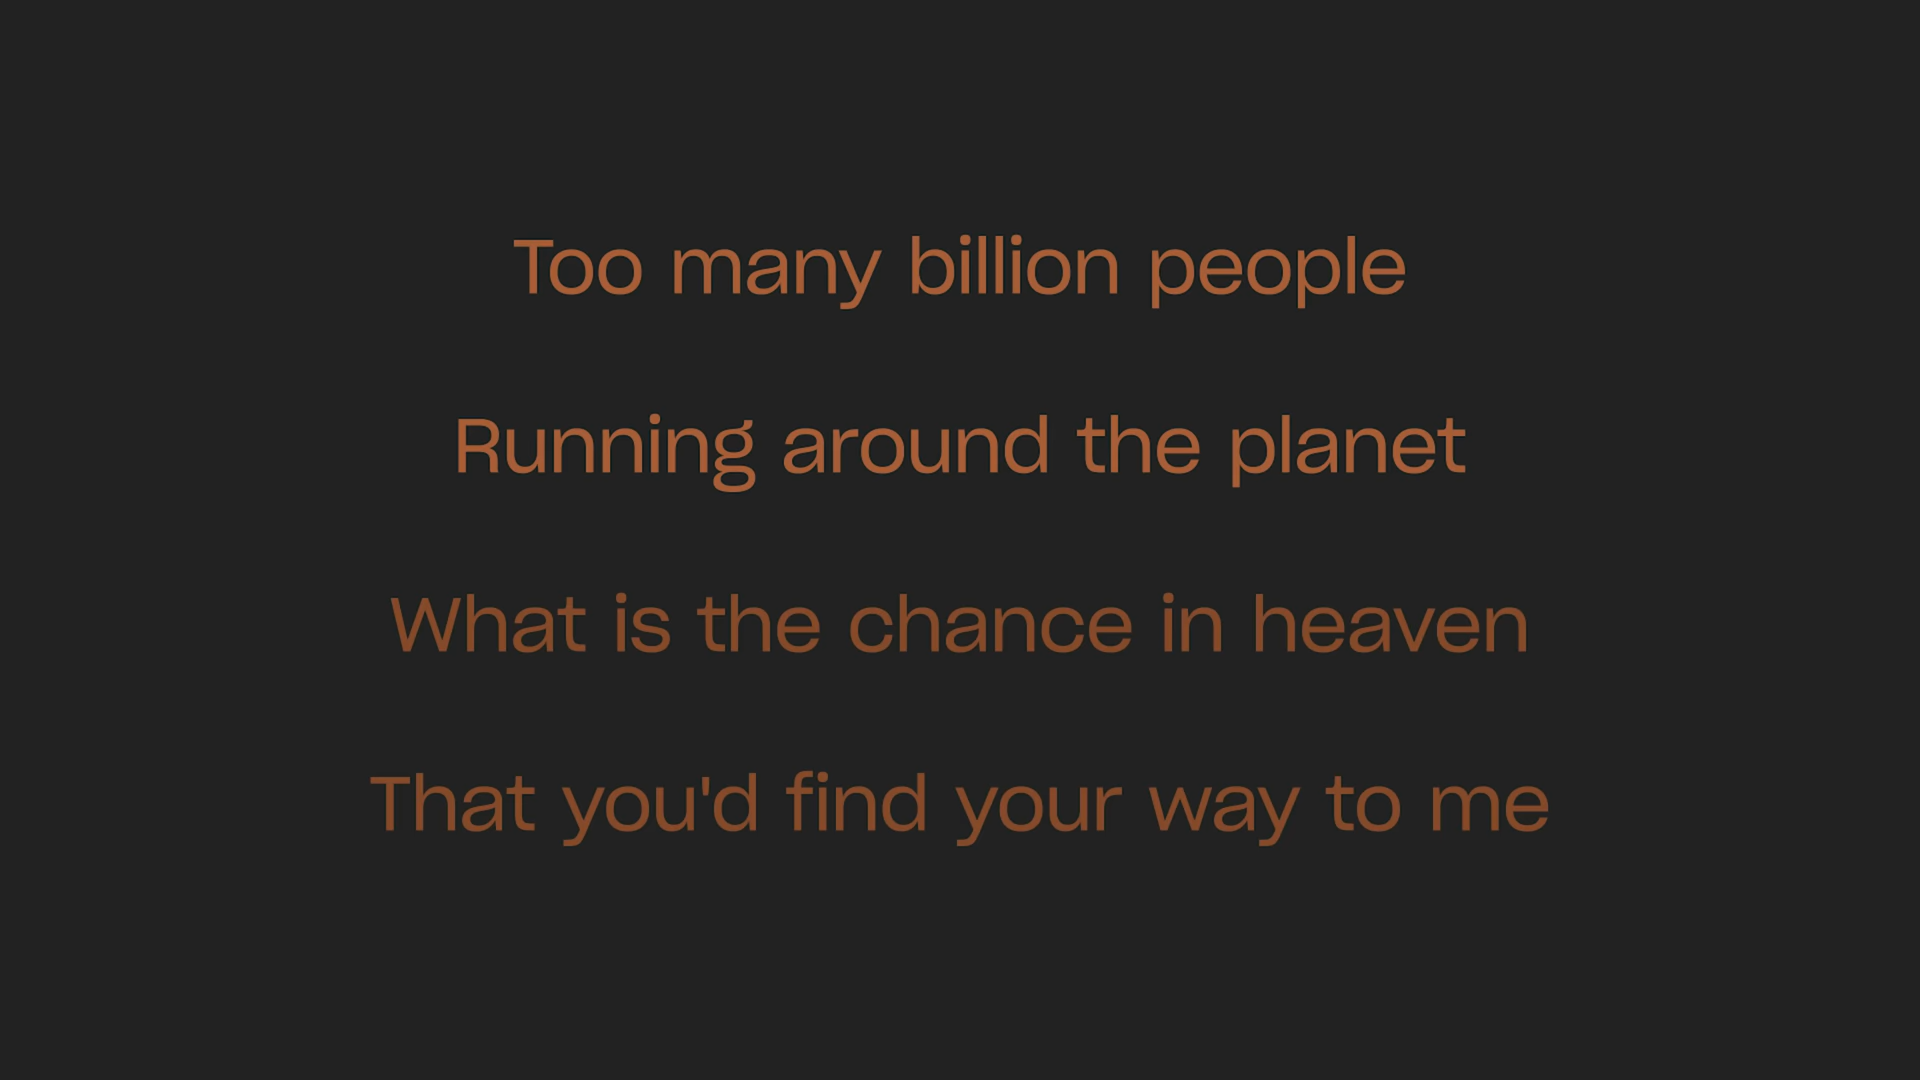 Too many billion people
Running around the planet
What is the chance in heaven
That you'd find your way to me